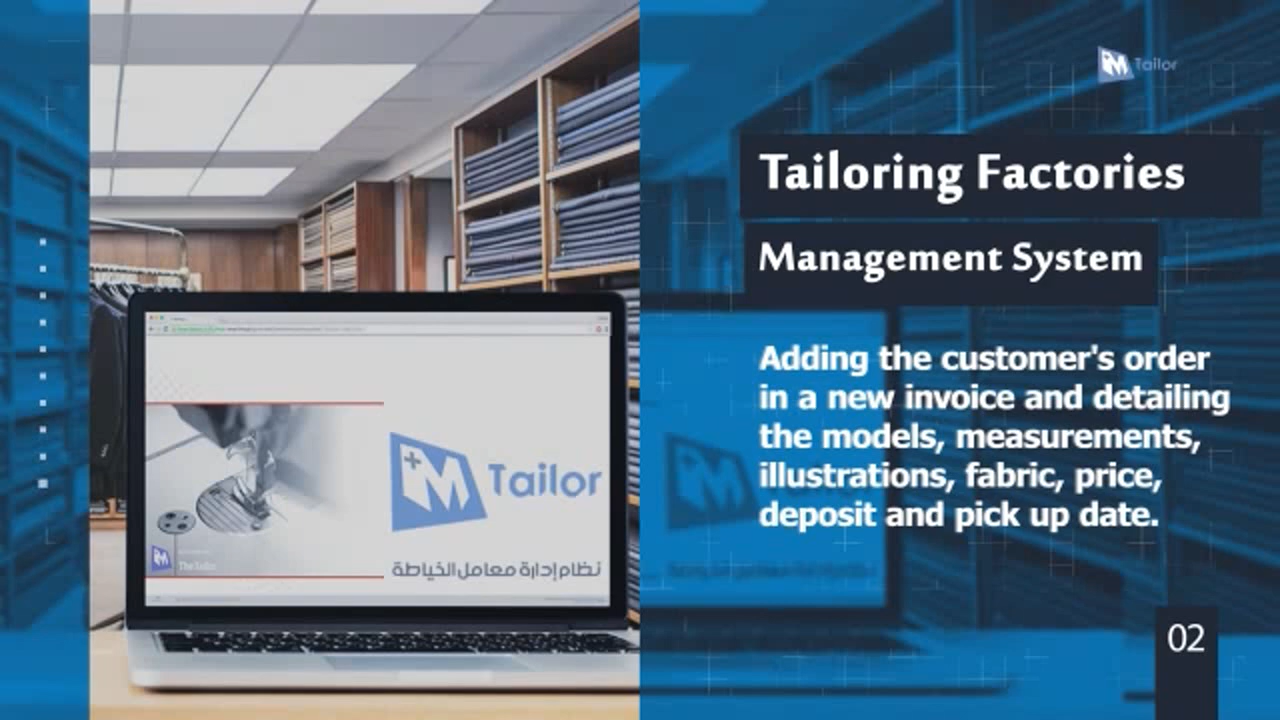 Tailor
Tailoring Factories
Management System
Adding the customer's order
in a new invoice and detailing
the models, measurements,
illustrations, fabric, price,
deposit and pick up date.
M Tailor
نظام إدارة معامل الخياطة
The Tailor
02